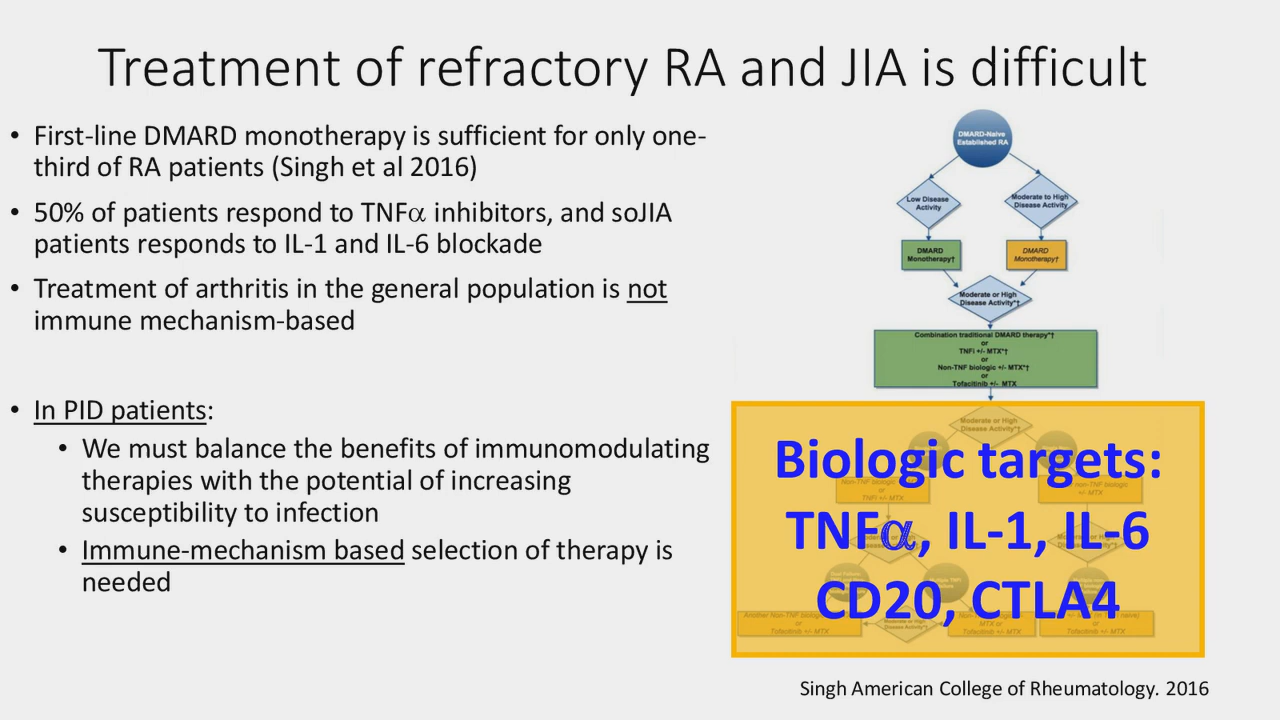 Treatment of refractory RA and JIA is difficult
• First-line DMARD monotherapy is sufficient for only one-
third of RA patients (Singh et al 2016)
• 50% of patients respond to TNFα inhibitors, and soJIA
patients responds to IL-1 and IL-6 blockade
• Treatment of arthritis in the general population is not
immune mechanism-based
• In PID patients:
• We must balance the benefits of immunomodulating
therapies with the potential of increasing
susceptibility to infection
• Immune-mechanism based selection of therapy is
needed
DMARD-Naive
Established RA
Low Disease
Activity
Moderate to High
Disease Activity
DMARD
Monotherapy†
DMARD
Monotherapy†
Moderate or High
Disease Activity*†
Combination traditional DMARD therapy*†
or
TNFi +/- MTX*†
or
Non-TNF biologic +/- MTX*†
or
Tofacitinib +/- MTX
Moderate or High
Disease Activity*†
Biologic targets:
TNFα, IL-1, IL-6
CD20, CTLA4
Singh American College of Rheumatology. 2016